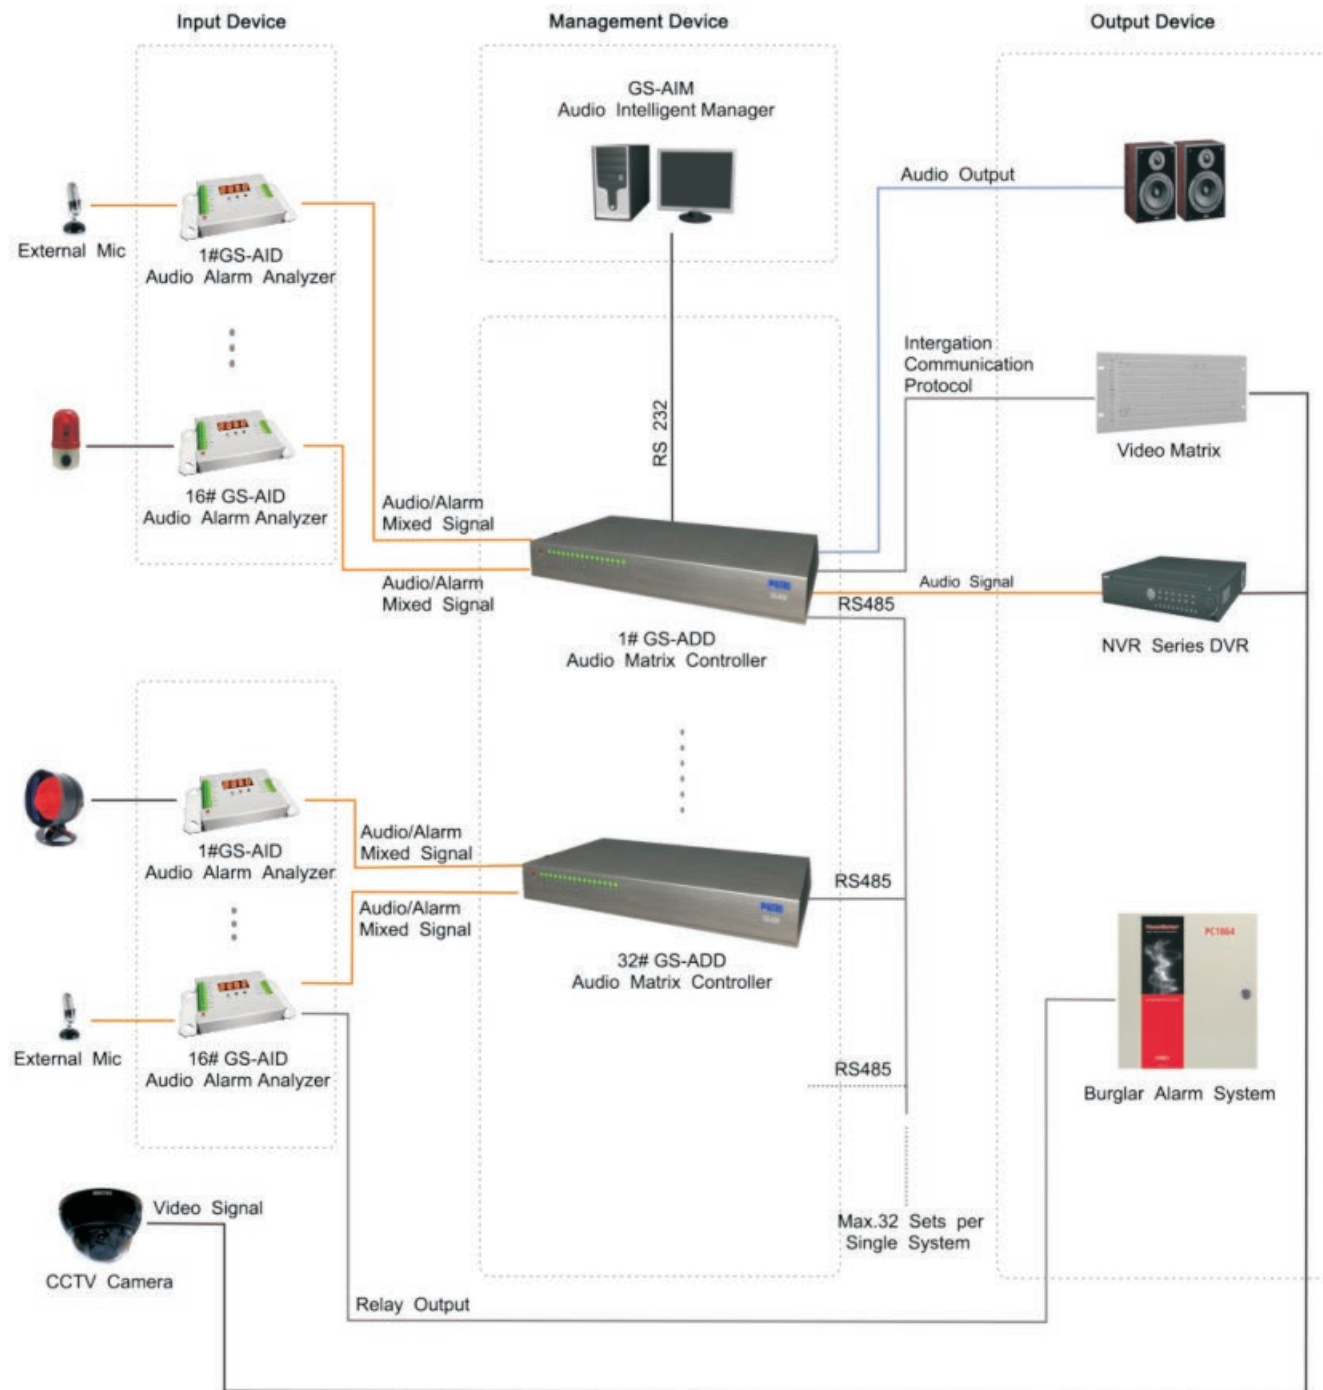 Input Device
Management Device
Output Device
GS-AIM
Audio Intelligent Manager
Audio Output
External Mic
1#GS-AID
Audio Alarm Analyzer
RS 232
Intergation
Communication
Protocol
Video Matrix
16# GS-AID
Audio Alarm Analyzer
Audio/Alarm
Mixed Signal
Audio/Alarm
Mixed Signal
Audio Signal
RS485
1# GS-ADD
Audio Matrix Controller
NVR Series DVR
1#GS-AID
Audio Alarm Analyzer
Audio/Alarm
Mixed Signal
Audio/Alarm
Mixed Signal
RS485
32# GS-ADD
Audio Matrix Controller
PC1864
External Mic
16# GS-AID
Audio Alarm Analyzer
RS485
Burglar Alarm System
Video Signal
CCTV Camera
Max.32 Sets per
Single System
Relay Output